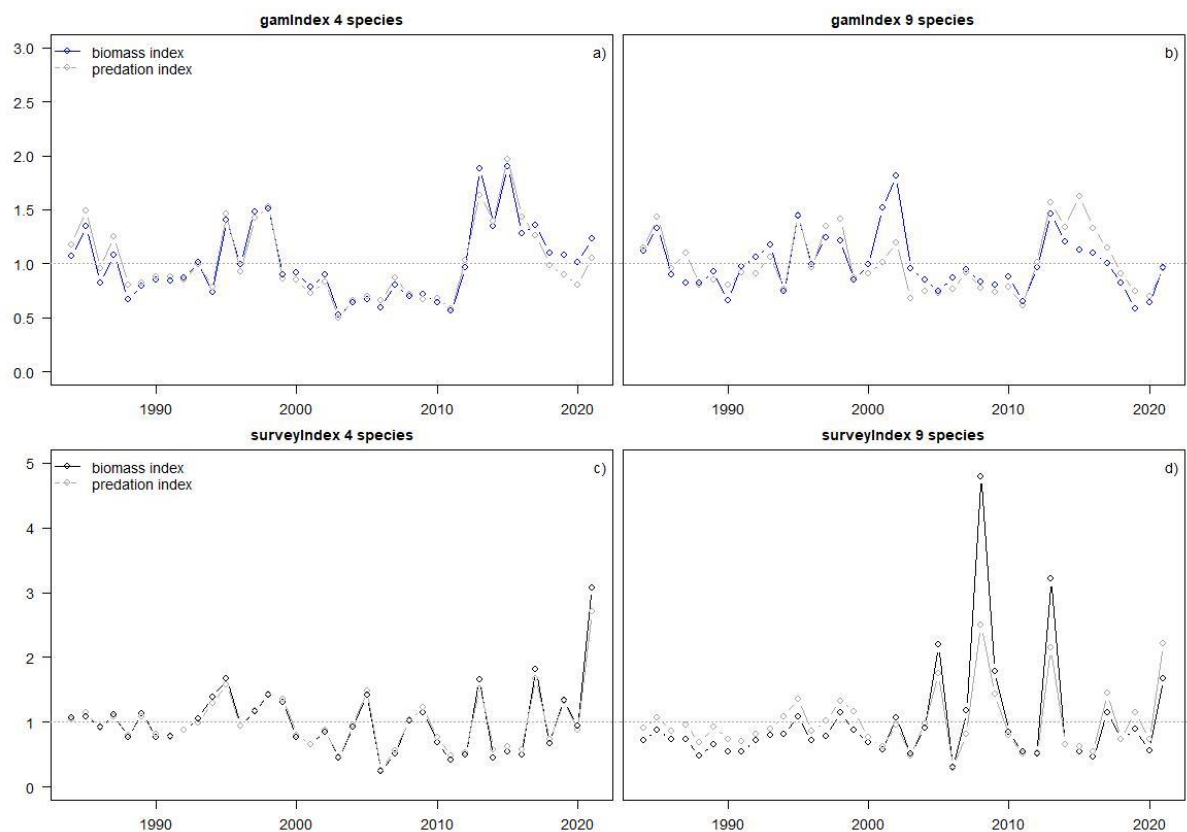 gamIndex 4 species
gamIndex 9 species
biomass index
predation index
a)
b)
3.0
2.5
2.0
1.5
1.0
0.5
0.0
1990 2000 2010 2020
1990 2000 2010 2020
surveyIndex 4 species
surveyIndex 9 species
biomass index
predation index
c)
d)
5
4
3
2
1
0
1990 2000 2010 2020
1990 2000 2010 2020